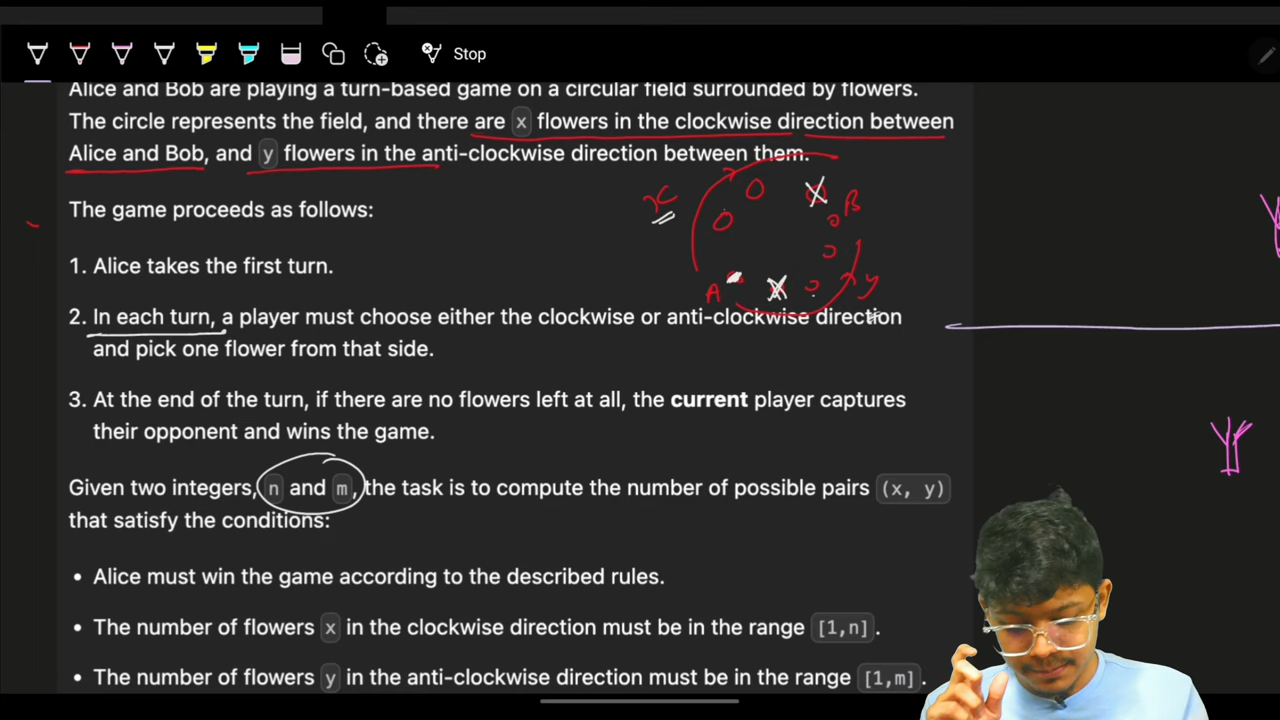 Stop
Alice and Bob are playing a turn-based game on a circular field surrounded by flowers.
The circle represents the field, and there are x flowers in the clockwise direction between
Alice and Bob, and y flowers in the anti-clockwise direction between them.
x
B
The game proceeds as follows:
1. Alice takes the first turn.
A
y
2. In each turn, a player must choose either the clockwise or anti-clockwise direction
and pick one flower from that side.
3. At the end of the turn, if there are no flowers left at all, the current player captures
their opponent and wins the game.
Given two integers, n and m, the task is to compute the number of possible pairs (x, y)
that satisfy the conditions:
• Alice must win the game according to the described rules.
• The number of flowers x in the clockwise direction must be in the range [1,n].
• The number of flowers y in the anti-clockwise direction must be in the range [1,m].